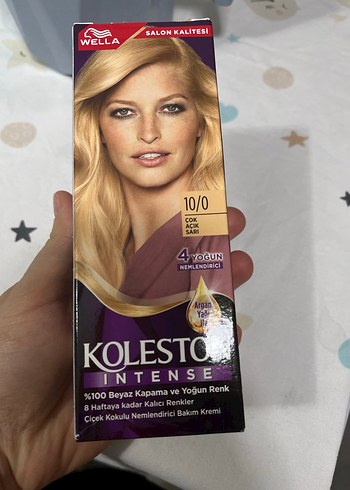 WELLA
SALON KALİTESİ
10/0
ÇOK
AÇIK
SARI
4 YOĞUN
NEMLENDİRİCİ
Argan
KOLESTON
INTENSE
%100 Beyaz Kapama ve Yoğun Renk
8 Haftaya kadar Kalıcı Renkler
Çiçek Kokulu Nemlendirici Bakım Kremi